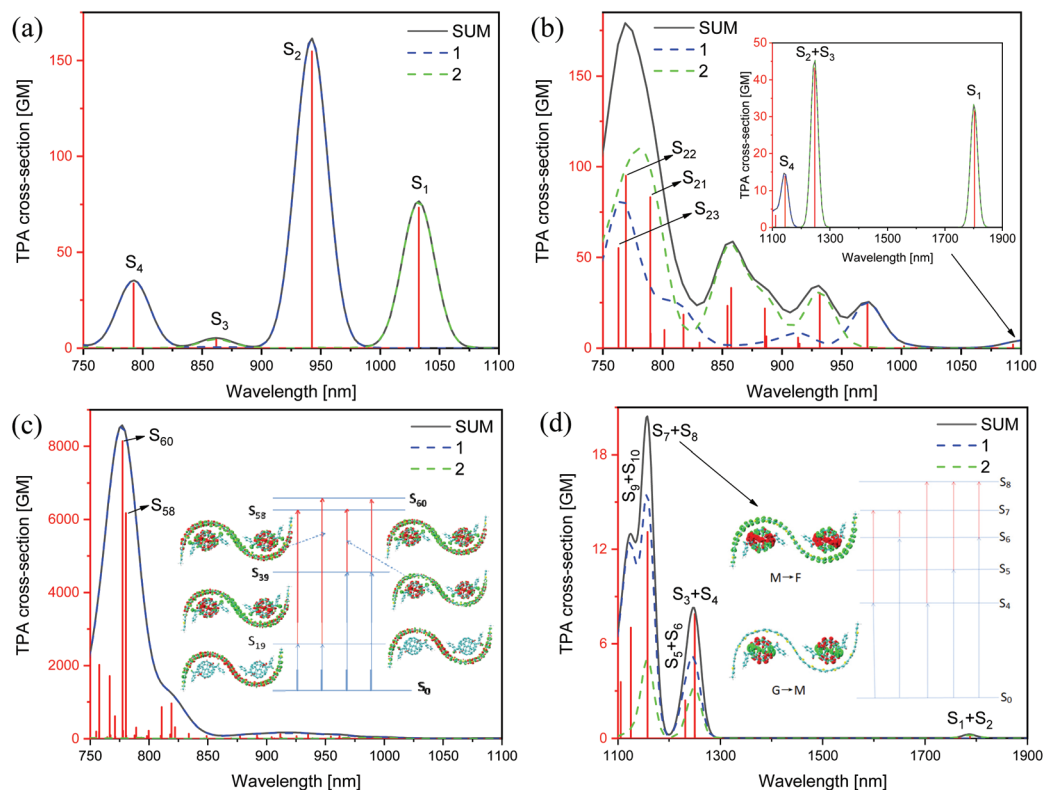 (a)
SUM
1
2
S₂
S₁
S₄
S₃
TPA cross-section [GM]
150
100
50
0
750 800 850 900 950 1000 1050 1100
Wavelength [nm]
(b)
SUM
1
2
S₂₂
S₂₁
S₂₃
TPA cross-section [GM]
150
100
50
0
750 800 850 900 950 1000 1050 1100
Wavelength [nm]
S₂+S₃
S₁
S₄
TPA cross-section [GM]
50
40
30
20
10
0
1100 1200 1300 1400 1500 1600 1700 1800 1900
Wavelength [nm]
(c)
SUM
1
2
S₆₀
S₅₈
TPA cross-section [GM]
8000
6000
4000
2000
0
750 800 850 900 950 1000 1050 1100
Wavelength [nm]
S₅₈
S₆₀
S₃₉
S₁₉
S₀
(d)
SUM
1
2
S₇+S₈
S₉+S₁₀
S₃+S₄
S₅+S₆
S₁+S₂
TPA cross-section [GM]
18
12
6
0
1100 1300 1500 1700 1900
Wavelength [nm]
M→F
G→M
S₈
S₇
S₆
S₅
S₄
S₀